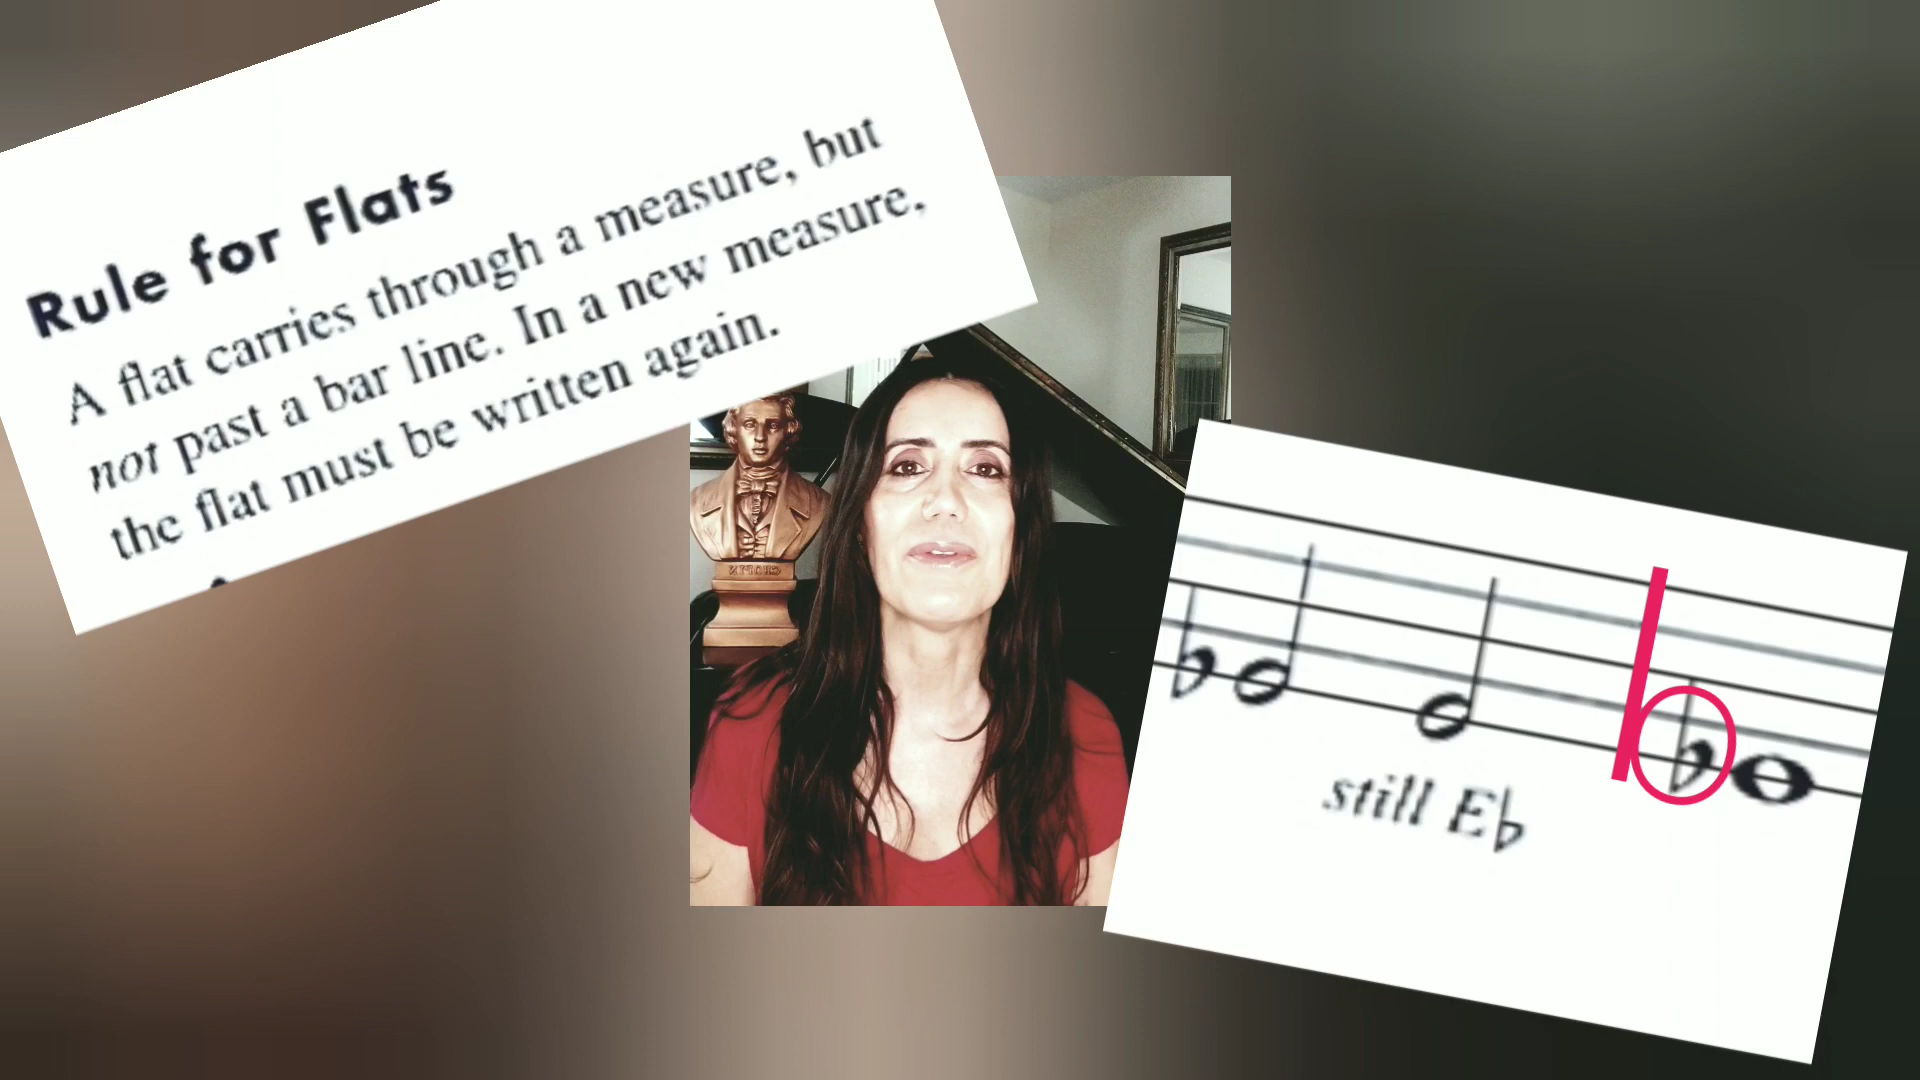 Rule for Flats
A flat carries through a measure, but
not past a bar line. In a new measure,
the flat must be written again.
still E♭